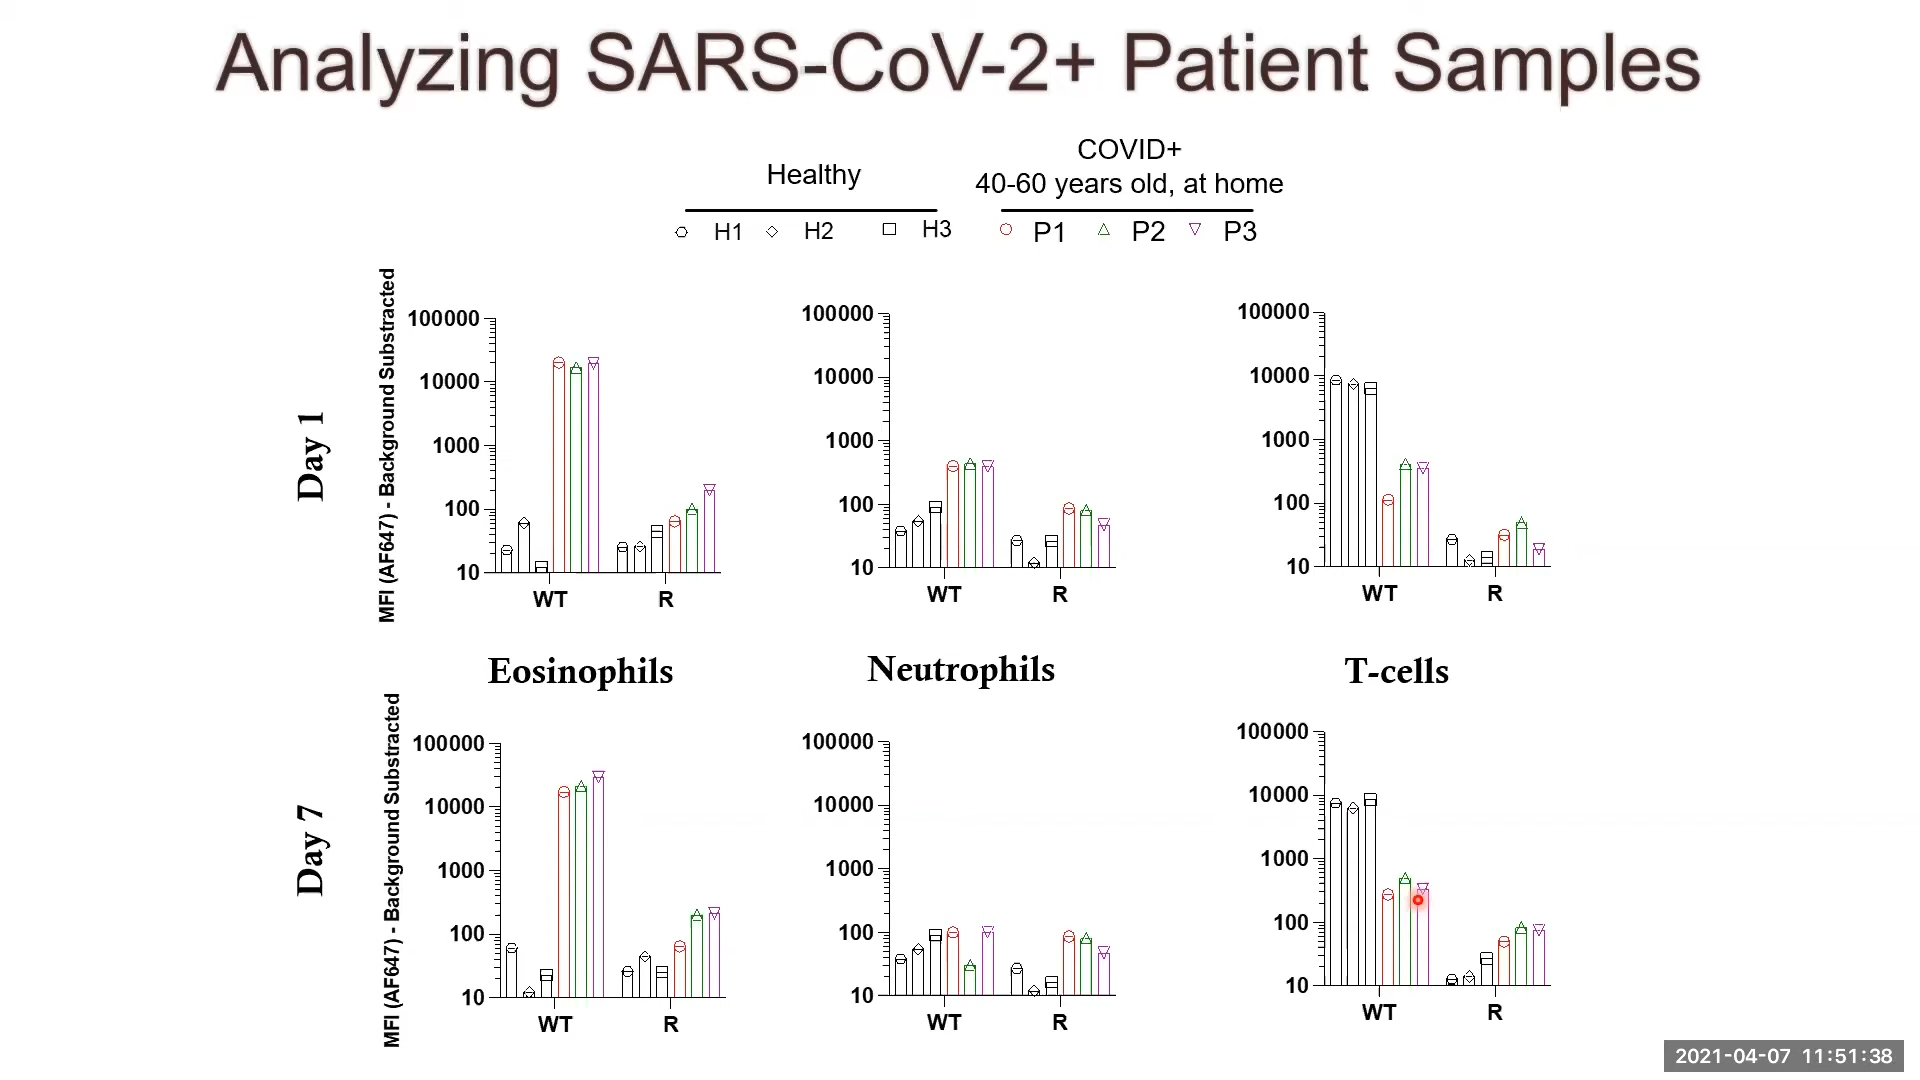 Analyzing SARS-CoV-2+ Patient Samples
Healthy
COVID+
40-60 years old, at home
H1 H2 H3 P1 P2 P3
Day 1
MFI (AF647) - Background Substracted
100000
10000
1000
100
10
WT R
100000
10000
1000
100
10
WT R
100000
10000
1000
100
10
WT R
Eosinophils
Neutrophils
T-cells
Day 7
MFI (AF647) - Background Substracted
100000
10000
1000
100
10
WT R
100000
10000
1000
100
10
WT R
100000
10000
1000
100
10
WT R
2021-04-07 11:51:38